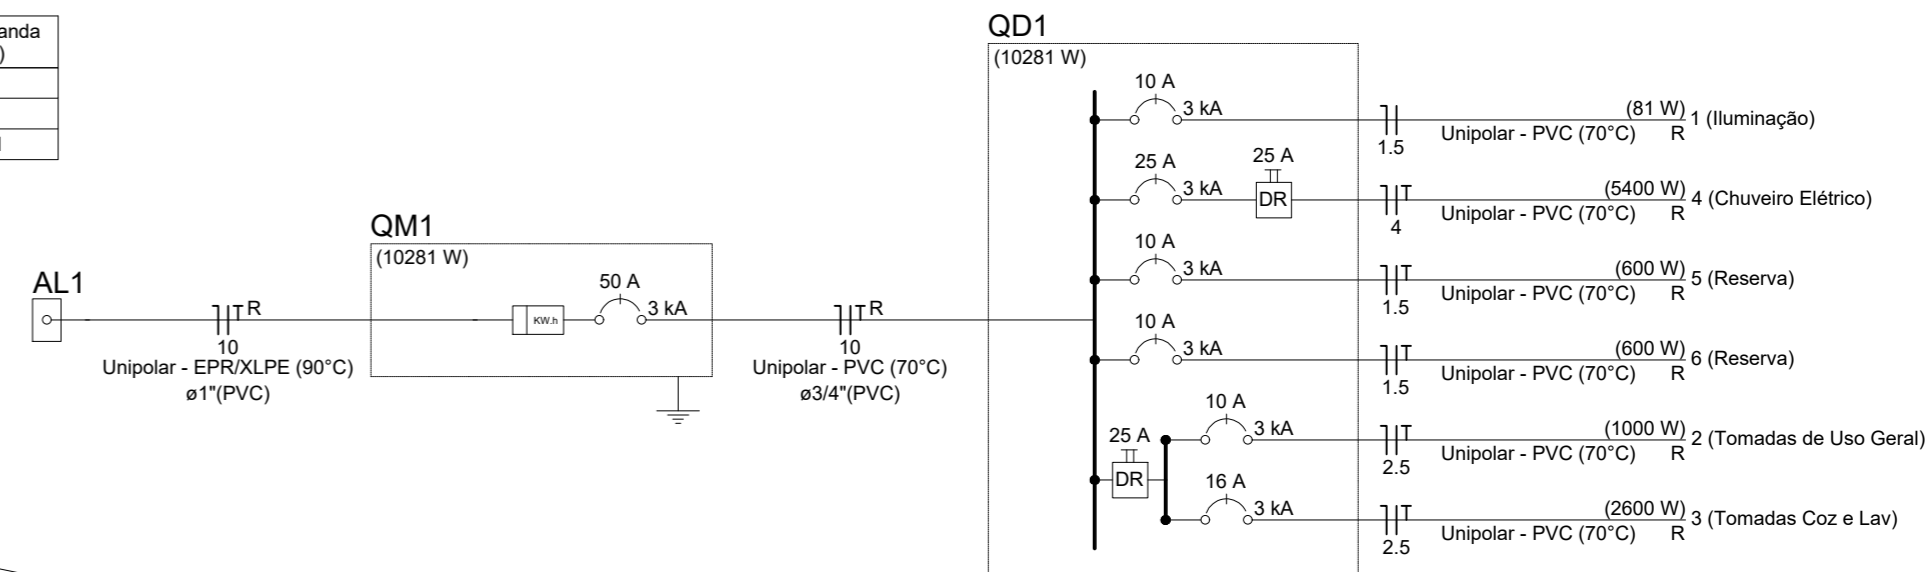 anda
)
QD1
(10281 W)
10 A
3 kA
1.5
(81 W)
Unipolar - PVC (70°C)
R
1 (Iluminação)
25 A
3 kA
25 A
DR
T
4
(5400 W)
Unipolar - PVC (70°C)
R
4 (Chuveiro Elétrico)
10 A
3 kA
T
1.5
(600 W)
Unipolar - PVC (70°C)
R
5 (Reserva)
10 A
3 kA
T
1.5
(600 W)
Unipolar - PVC (70°C)
R
6 (Reserva)
25 A
DR
10 A
3 kA
T
2.5
(1000 W)
Unipolar - PVC (70°C)
R
2 (Tomadas de Uso Geral)
16 A
3 kA
T
2.5
(2600 W)
Unipolar - PVC (70°C)
R
3 (Tomadas Coz e Lav)
QM1
(10281 W)
KW.h
50 A
3 kA
AL1
T R
10
Unipolar - EPR/XLPE (90°C)
ø1"(PVC)
T R
10
Unipolar - PVC (70°C)
ø3/4"(PVC)